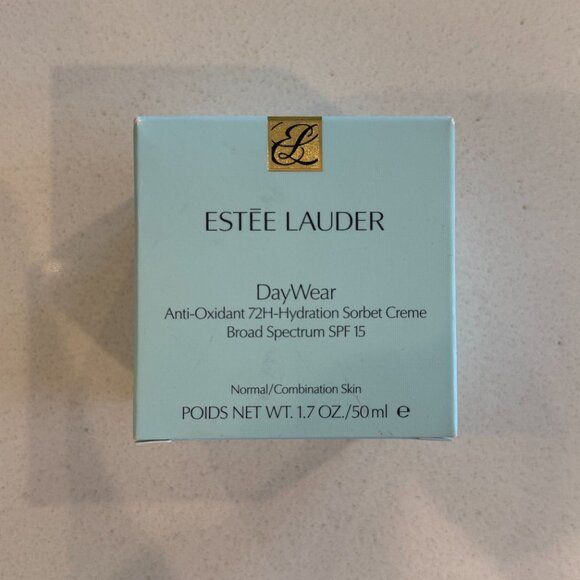 EL
ESTĒE LAUDER
DayWear
Anti-Oxidant 72H-Hydration Sorbet Creme
Broad Spectrum SPF 15
Normal/Combination Skin
POIDS NET WT. 1.7 OZ./50 ml ℮